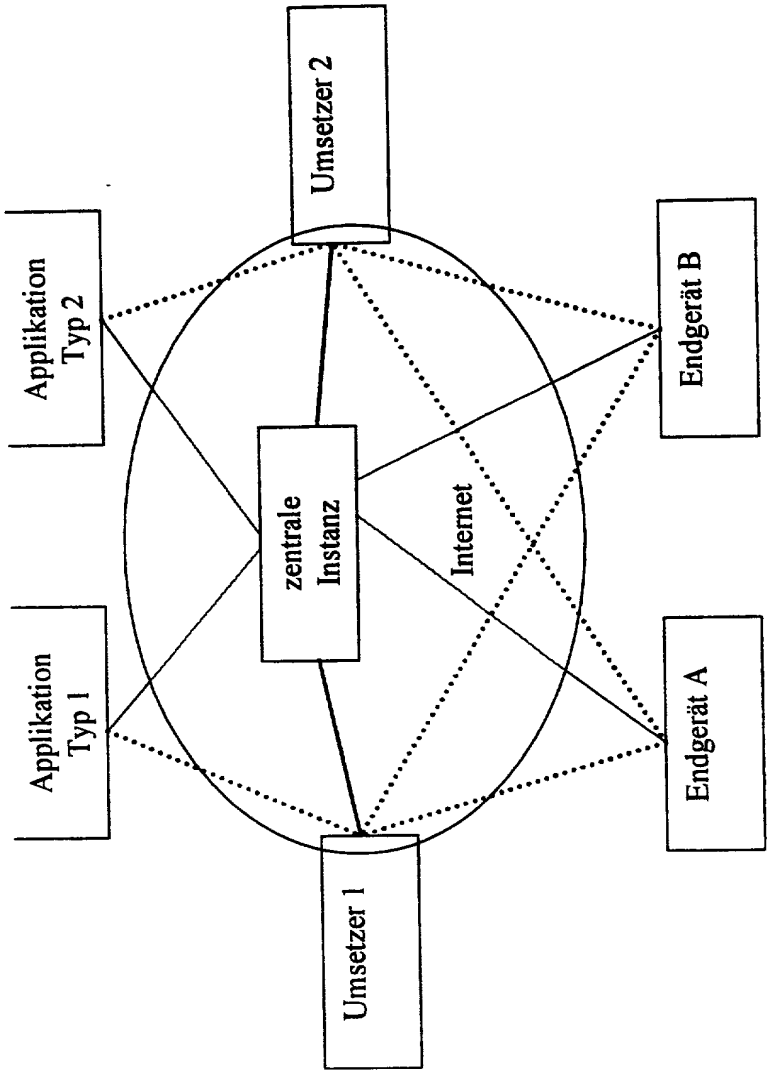 Applikation
Typ 1
Applikation
Typ 2
Umsetzer 1
zentrale
Instanz
Umsetzer 2
Internet
Endgerät A
Endgerät B